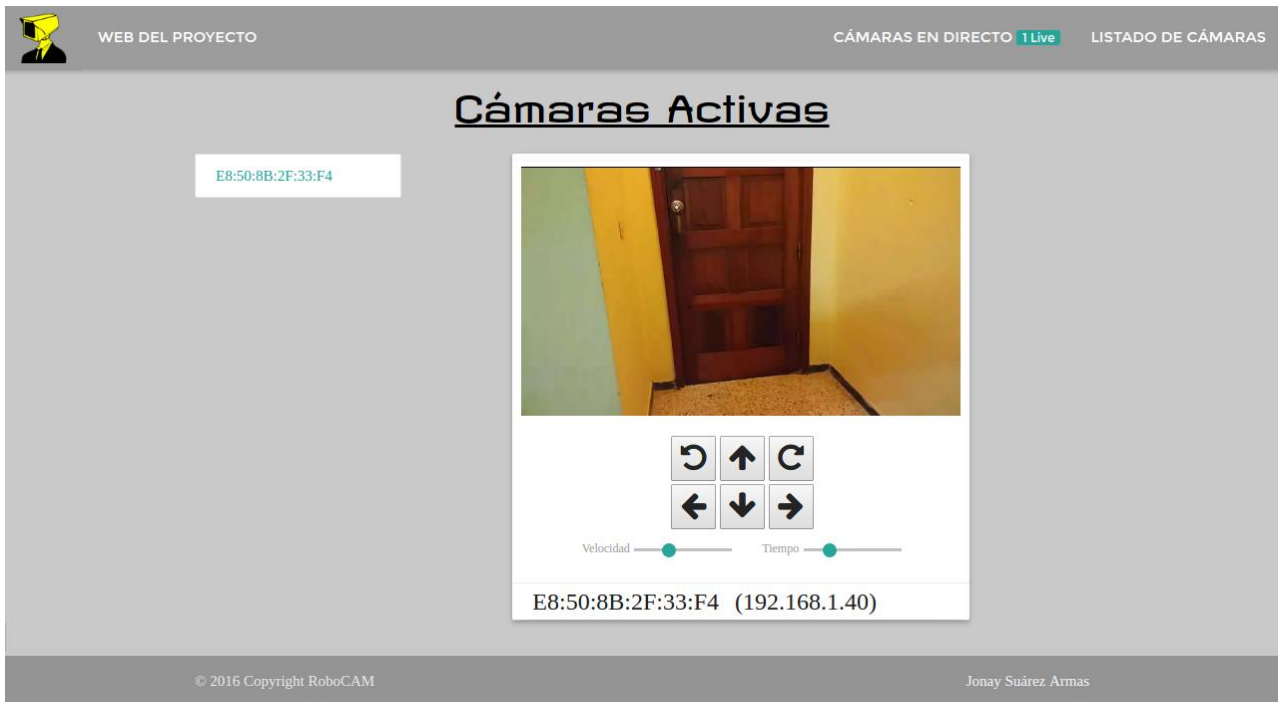 WEB DEL PROYECTO
CÁMARAS EN DIRECTO 1 Live
LISTADO DE CÁMARAS
Cámaras Activas
E8:50:8B:2F:33:F4
Velocidad
Tiempo
E8:50:8B:2F:33:F4 (192.168.1.40)
© 2016 Copyright RoboCAM
Jonay Suárez Armas